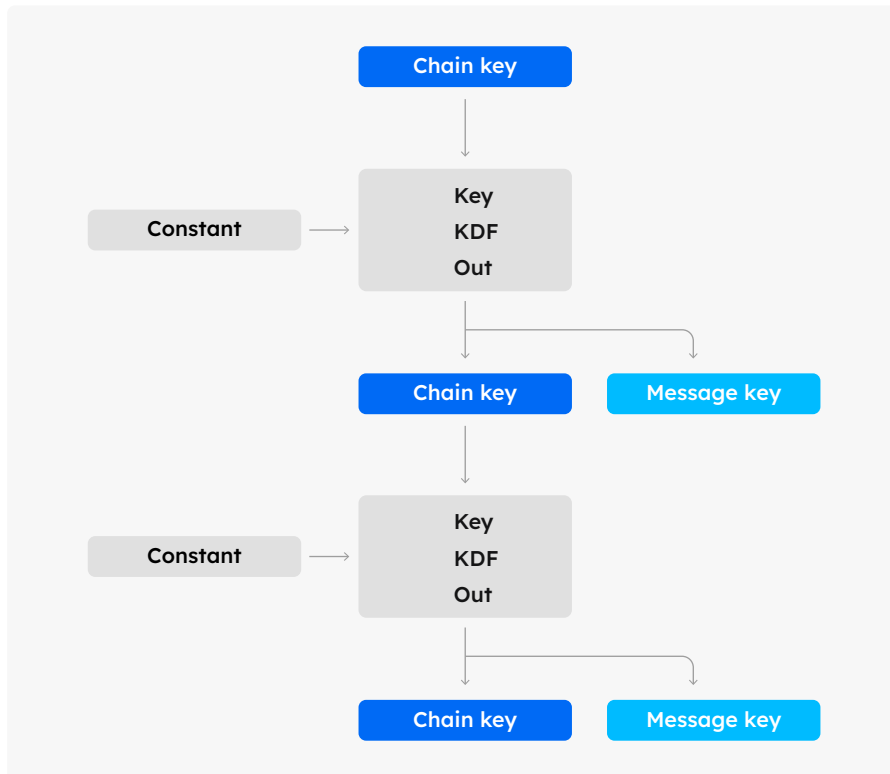 Chain key
Constant
Key
KDF
Out
Chain key
Message key
Constant
Key
KDF
Out
Chain key
Message key